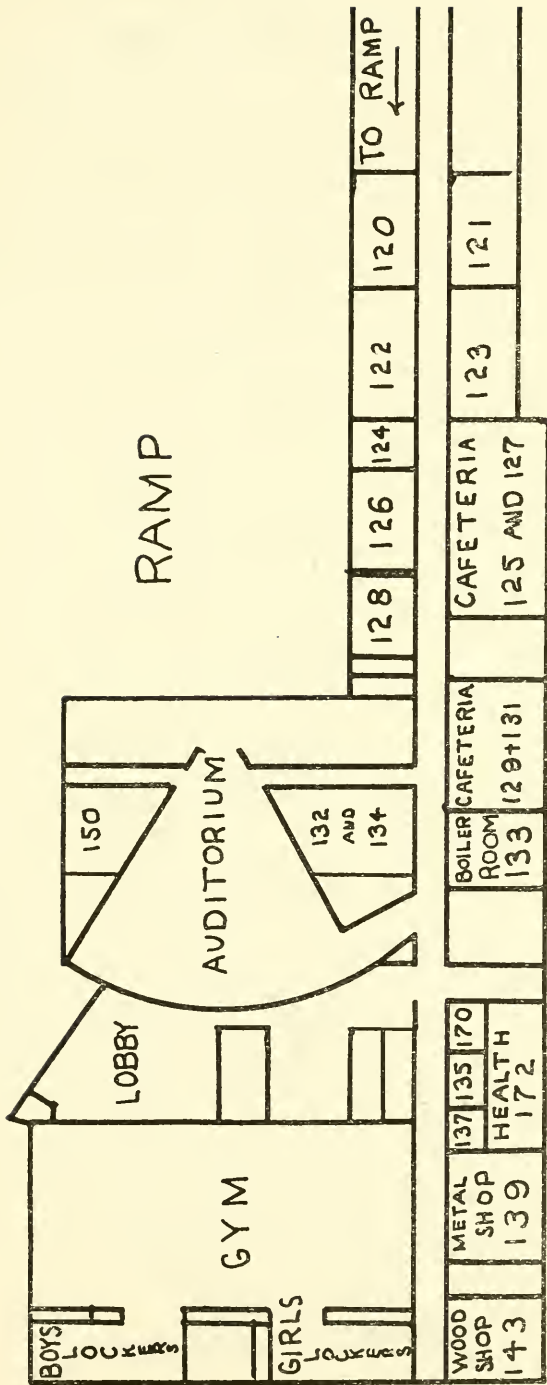 BOYS
LOCKERS
GIRLS
LOCKERS
GYM
LOBBY
AUDITORIUM
150
132
AND
134
RAMP
128
126
124
122
120
TO RAMP
←
WOOD
SHOP
143
METAL
SHOP
139
137
135
170
HEALTH
172
BOILER
ROOM
133
CAFETERIA
129+131
CAFETERIA
125 AND 127
123
121